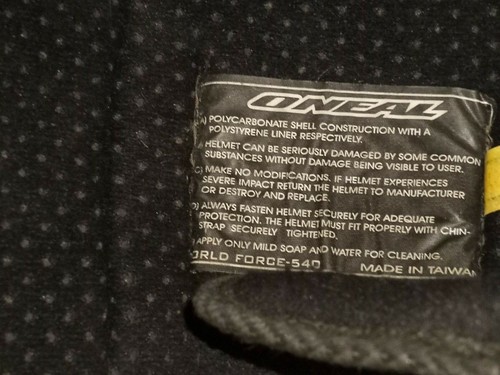 ONEAL
A) POLYCARBONATE SHELL CONSTRUCTION WITH A
POLYSTYRENE LINER RESPECTIVELY.
HELMET CAN BE SERIOUSLY DAMAGED BY SOME COMMON
SUBSTANCES WITHOUT DAMAGE BEING VISIBLE TO USER.
C) MAKE NO MODIFICATIONS. IF HELMET EXPERIENCES
SEVERE IMPACT RETURN THE HELMET TO MANUFACTURER
OR DESTROY AND REPLACE.
D) ALWAYS FASTEN HELMET SECURELY FOR ADEQUATE
PROTECTION. THE HELMET MUST FIT PROPERLY WITH CHIN-
STRAP SECURELY TIGHTENED.
) APPLY ONLY MILD SOAP AND WATER FOR CLEANING.
ORLD FORCE-540 MADE IN TAIWAN